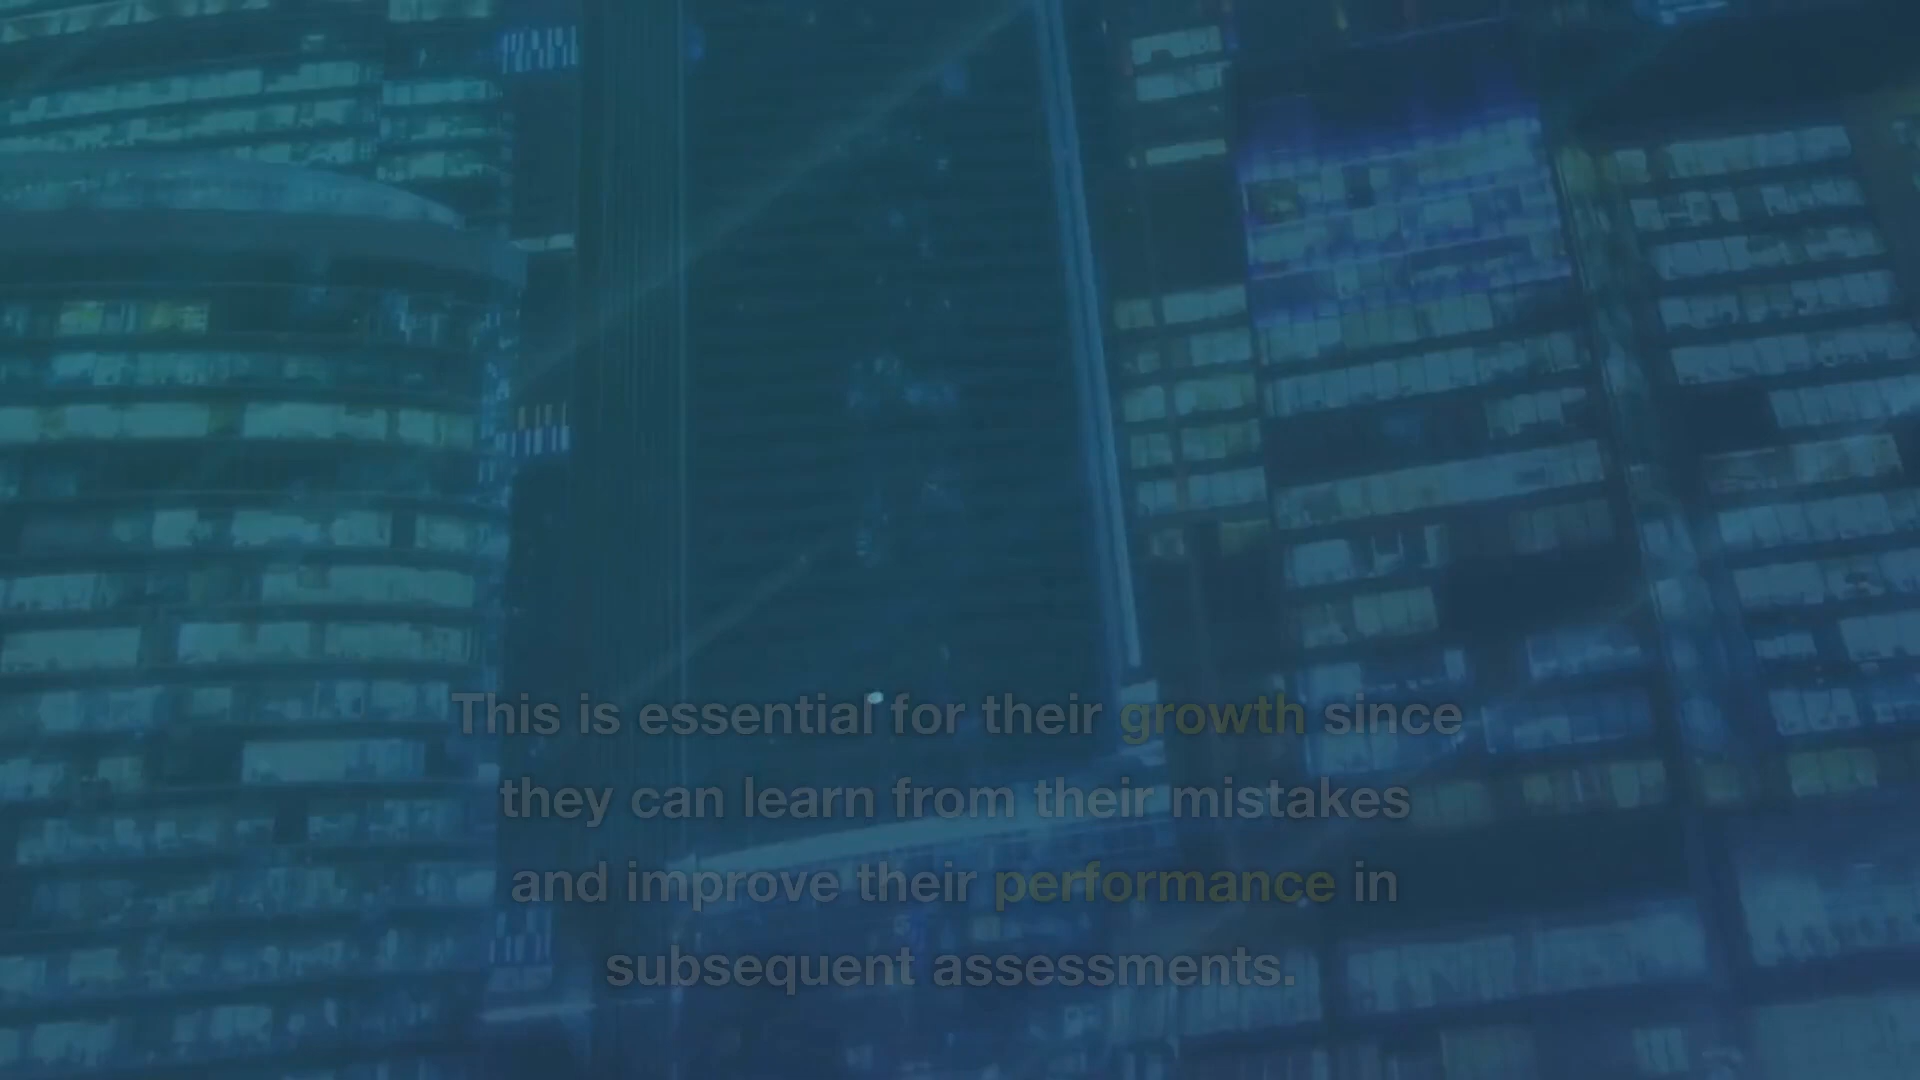 This is essential for their growth since
they can learn from their mistakes
and improve their performance in
subsequent assessments.